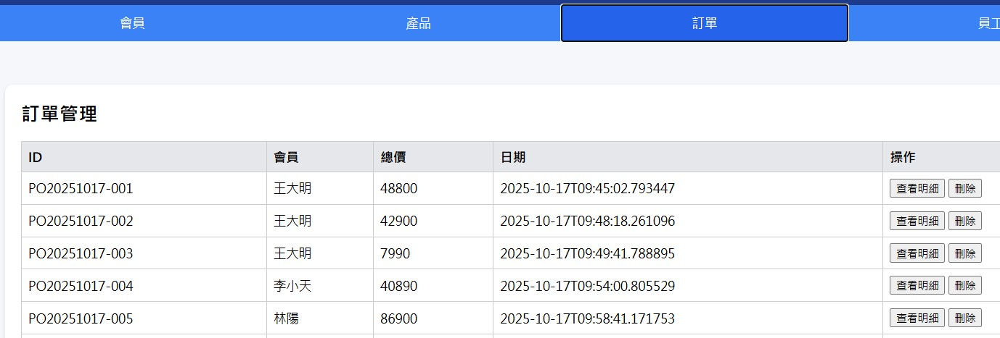 會員 產品 訂單 員工
訂單管理
ID 會員 總價 日期 操作
PO20251017-001 王大明 48800 2025-10-17T09:45:02.793447 查看明細 刪除
PO20251017-002 王大明 42900 2025-10-17T09:48:18.261096 查看明細 刪除
PO20251017-003 王大明 7990 2025-10-17T09:49:41.788895 查看明細 刪除
PO20251017-004 李小天 40890 2025-10-17T09:54:00.805529 查看明細 刪除
PO20251017-005 林陽 86900 2025-10-17T09:58:41.171753 查看明細 刪除